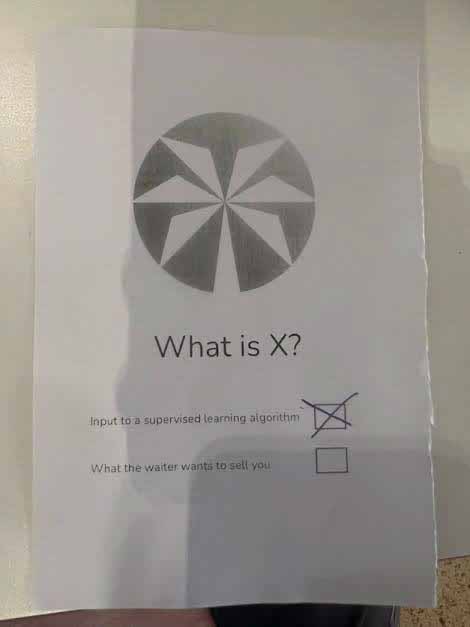 What is X?
Input to a supervised learning algorithm
What the waiter wants to sell you